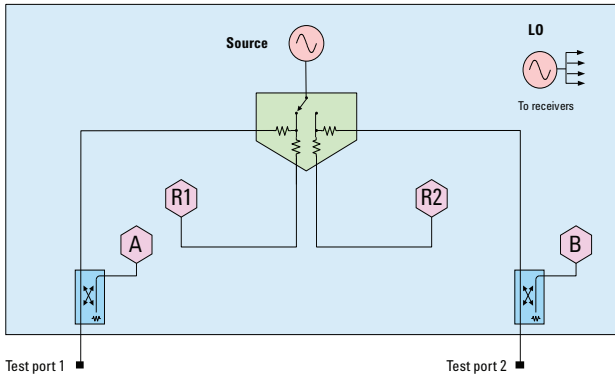 Source
LO
To receivers
R1
R2
A
B
Test port 1
Test port 2